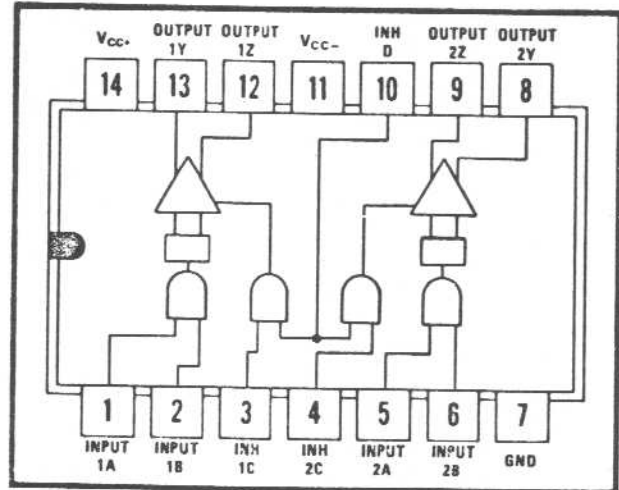 VCC+ OUTPUT 1Y OUTPUT 1Z VCC- INH D OUTPUT 2Z OUTPUT 2Y
14 13 12 11 10 9 8
1 2 3 4 5 6 7
INPUT 1A INPUT 1B INH 1C INH 2C INPUT 2A INPUT 2B GND